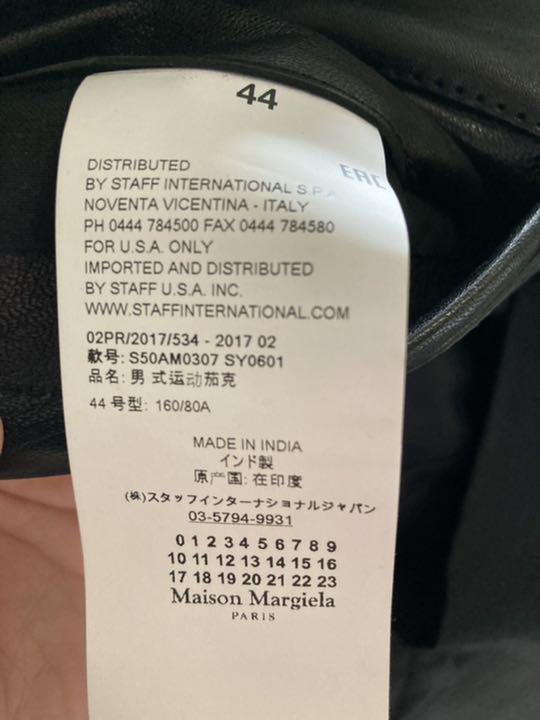 44
EAC
DISTRIBUTED
BY STAFF INTERNATIONAL S.P.A
NOVENTA VICENTINA - ITALY
PH 0444 784500 FAX 0444 784580
FOR U.S.A. ONLY
IMPORTED AND DISTRIBUTED
BY STAFF U.S.A. INC.
WWW.STAFFINTERNATIONAL.COM
02PR/2017/534 - 2017 02
款号: S50AM0307 SY0601
品名: 男 式运动茄克
44 号型: 160/80A
MADE IN INDIA
インド製
原产国: 在印度
(株)スタッフインターナショナルジャパン
03-5794-9931
0 1 2 3 4 5 6 7 8 9
10 11 12 13 14 15 16
17 18 19 20 21 22 23
Maison Margiela
PARIS